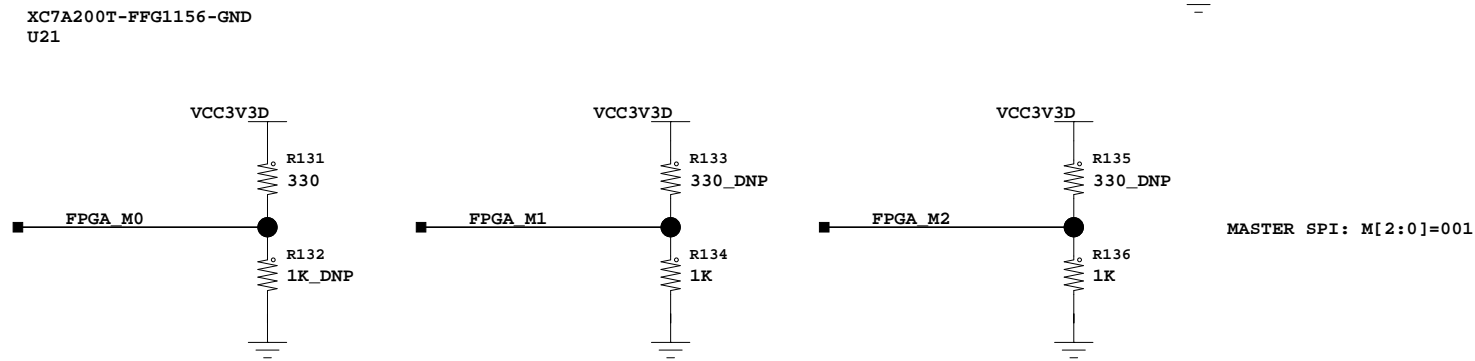 XC7A200T-FFG1156-GND
U21
VCC3V3D
VCC3V3D
VCC3V3D
R131
330
R133
330_DNP
R135
330_DNP
FPGA_M0
FPGA_M1
FPGA_M2
MASTER SPI: M[2:0]=001
R132
1K_DNP
R134
1K
R136
1K